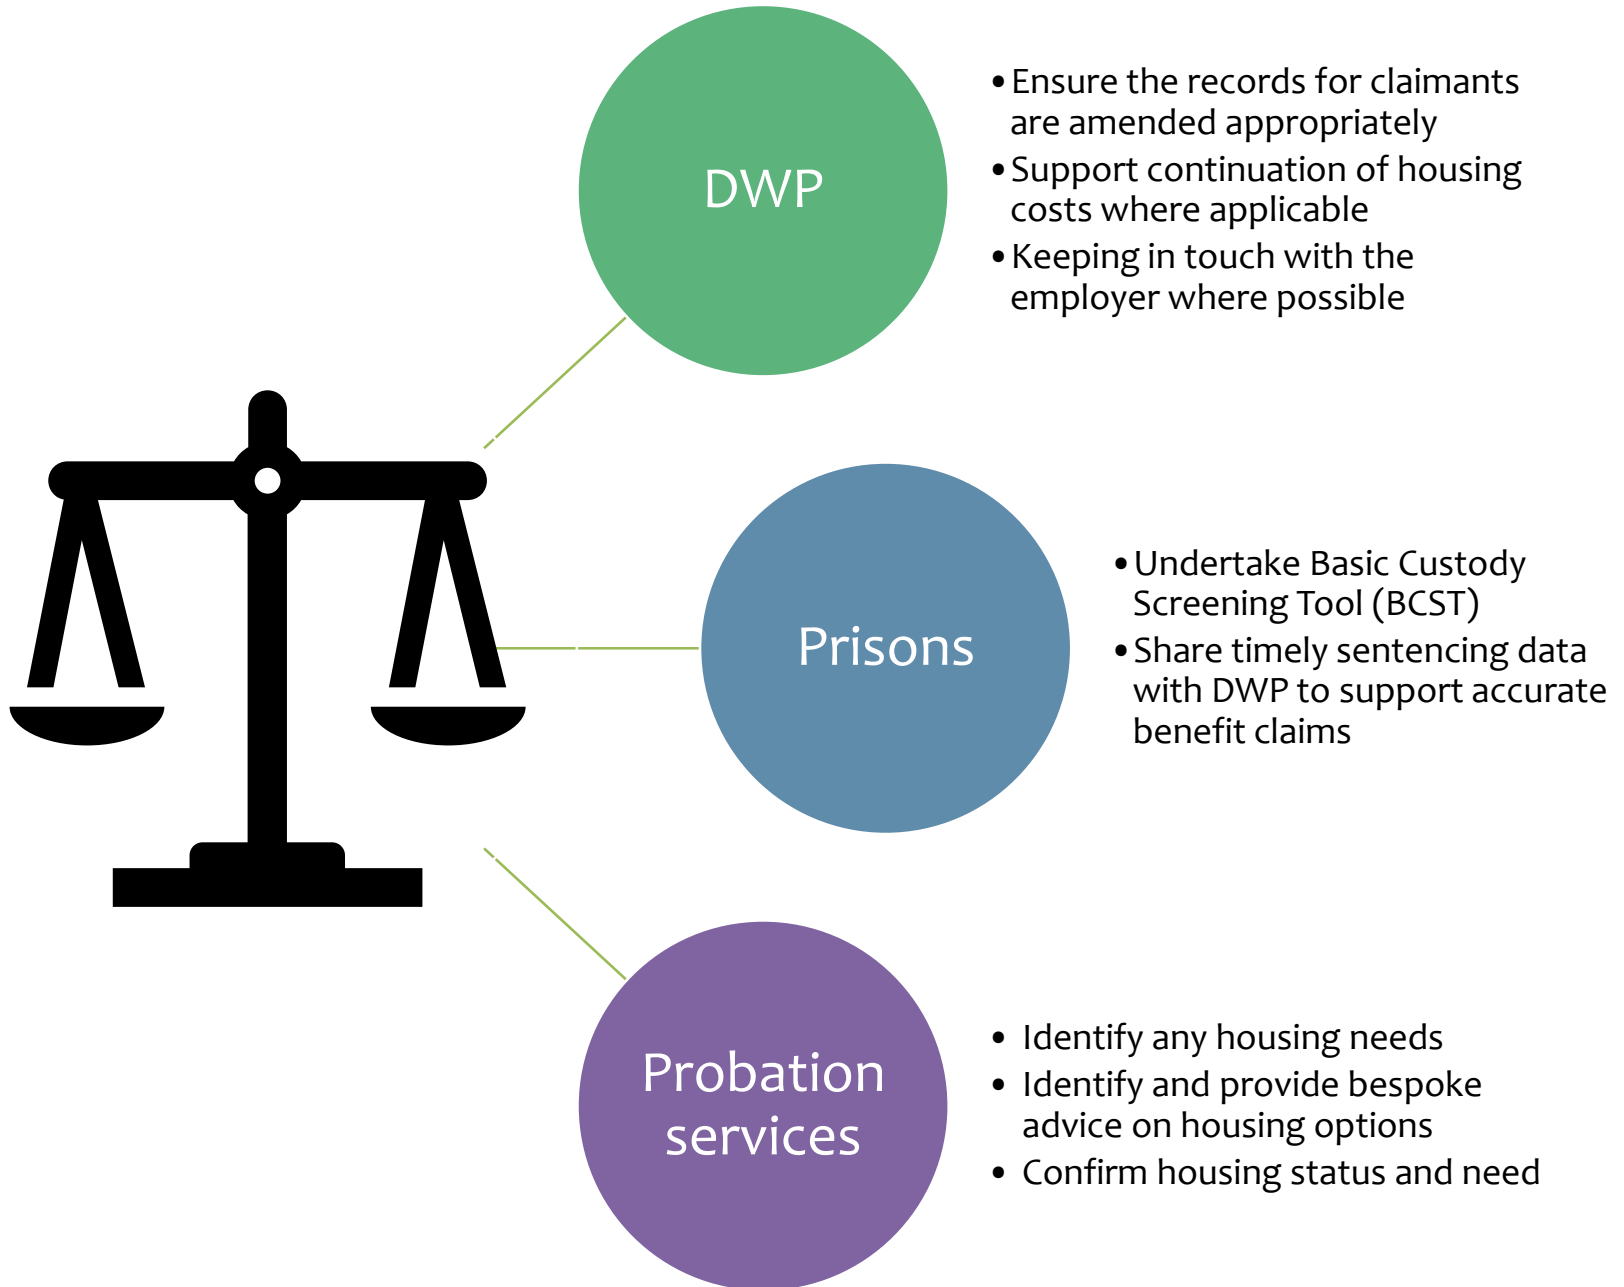 DWP
• Ensure the records for claimants
are amended appropriately
• Support continuation of housing
costs where applicable
• Keeping in touch with the
employer where possible
Prisons
• Undertake Basic Custody
Screening Tool (BCST)
• Share timely sentencing data
with DWP to support accurate
benefit claims
Probation
services
• Identify any housing needs
• Identify and provide bespoke
advice on housing options
• Confirm housing status and need